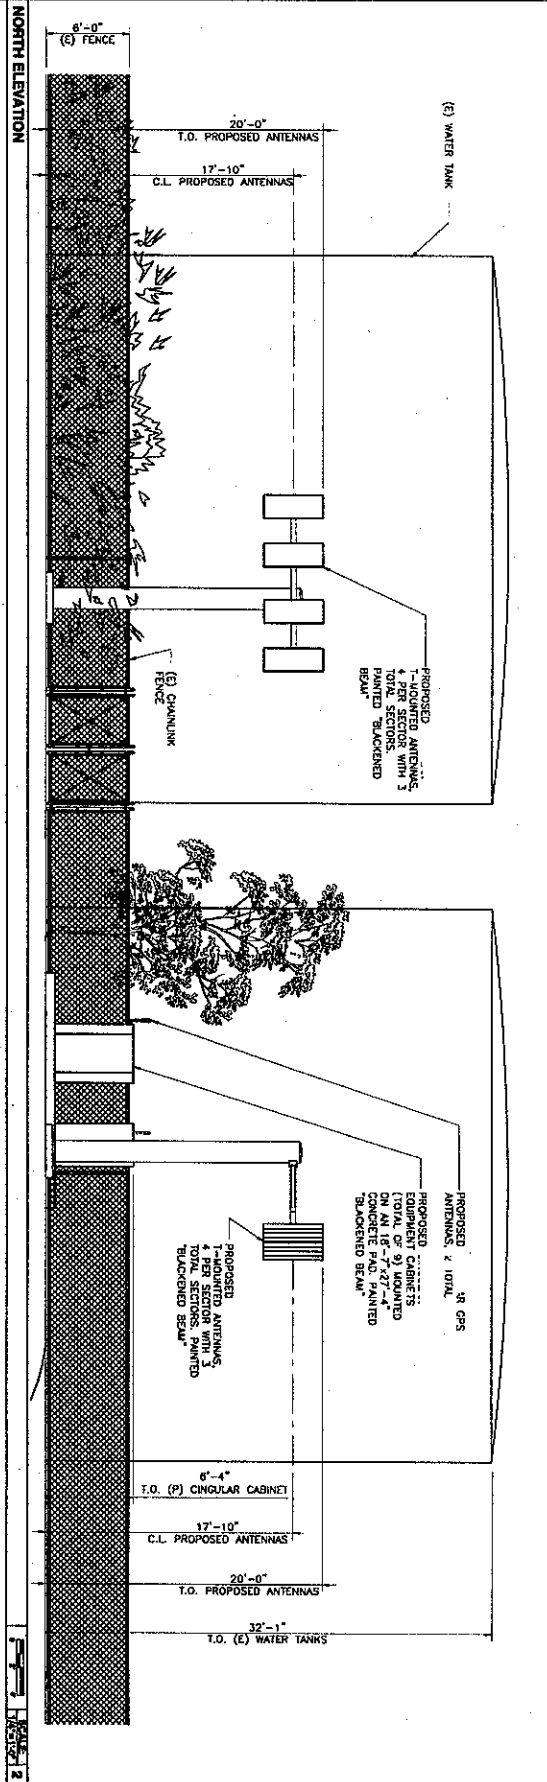 6'-0"
(E) FENCE
20'-0"
T.O. PROPOSED ANTENNAS
17'-10"
C.L. PROPOSED ANTENNAS
(E) WATER TANK
PROPOSED
T-MOUNTED ANTENNAS,
4 PER SECTOR WITH 3
TOTAL SECTORS.
PAINTED "BLACKENED
BEAM"
(E) CHAINLINK
FENCE
PROPOSED GPS
ANTENNAS, 2 TOTAL
PROPOSED
EQUIPMENT CABINETS
(TOTAL OF 9) MOUNTED
ON AN 18'-7"x27'-4"
CONCRETE PAD. PAINTED
"BLACKENED BEAM"
PROPOSED
T-MOUNTED ANTENNAS,
4 PER SECTOR WITH 3
TOTAL SECTORS. PAINTED
"BLACKENED BEAM"
6'-4"
T.O. (P) CINGULAR CABINET
17'-10"
C.L. PROPOSED ANTENNAS
20'-0"
T.O. PROPOSED ANTENNAS
32'-1"
T.O. (E) WATER TANKS
NORTH ELEVATION
SCALE:
2